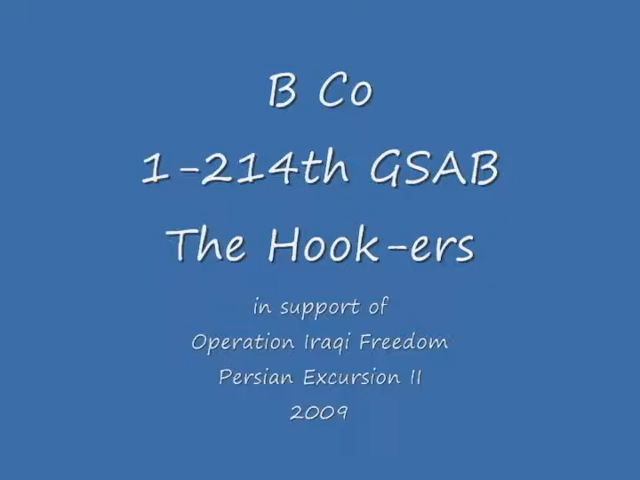 B Co
1-214th GSAB
The Hook-ers
in support of
Operation Iraqi Freedom
Persian Excursion II
2009